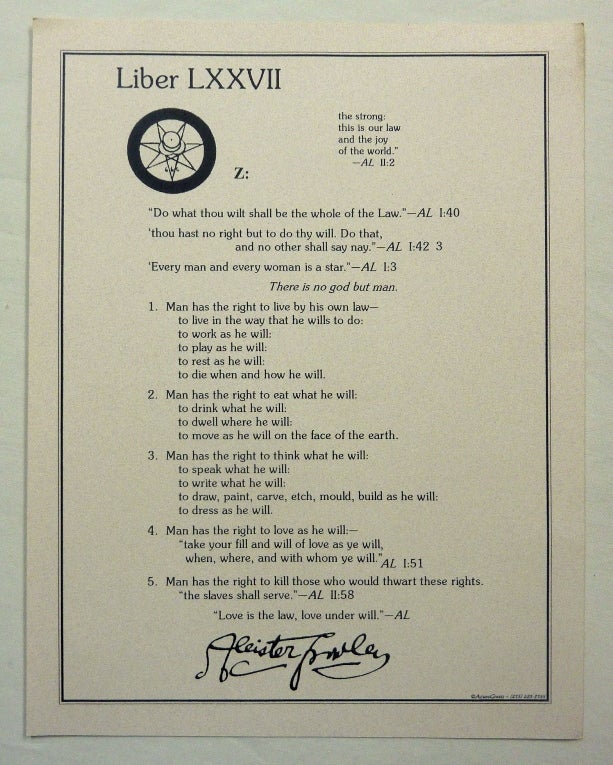 Liber LXXVII
the strong:
this is our law
and the joy
of the world."
—AL II:2
Z:
"Do what thou wilt shall be the whole of the Law."—AL I:40
'thou hast no right but to do thy will. Do that,
and no other shall say nay."—AL I:42 3
'Every man and every woman is a star."—AL I:3
There is no god but man.
1. Man has the right to live by his own law—
to live in the way that he wills to do:
to work as he will:
to play as he will:
to rest as he will:
to die when and how he will.
2. Man has the right to eat what he will:
to drink what he will:
to dwell where he will:
to move as he will on the face of the earth.
3. Man has the right to think what he will:
to speak what he will:
to write what he will:
to draw, paint, carve, etch, mould, build as he will:
to dress as he will.
4. Man has the right to love as he will:—
"take your fill and will of love as ye will,
when, where, and with whom ye will." AL I:51
5. Man has the right to kill those who would thwart these rights.
"the slaves shall serve."—AL II:58
"Love is the law, love under will."—AL
Aleister Crowley